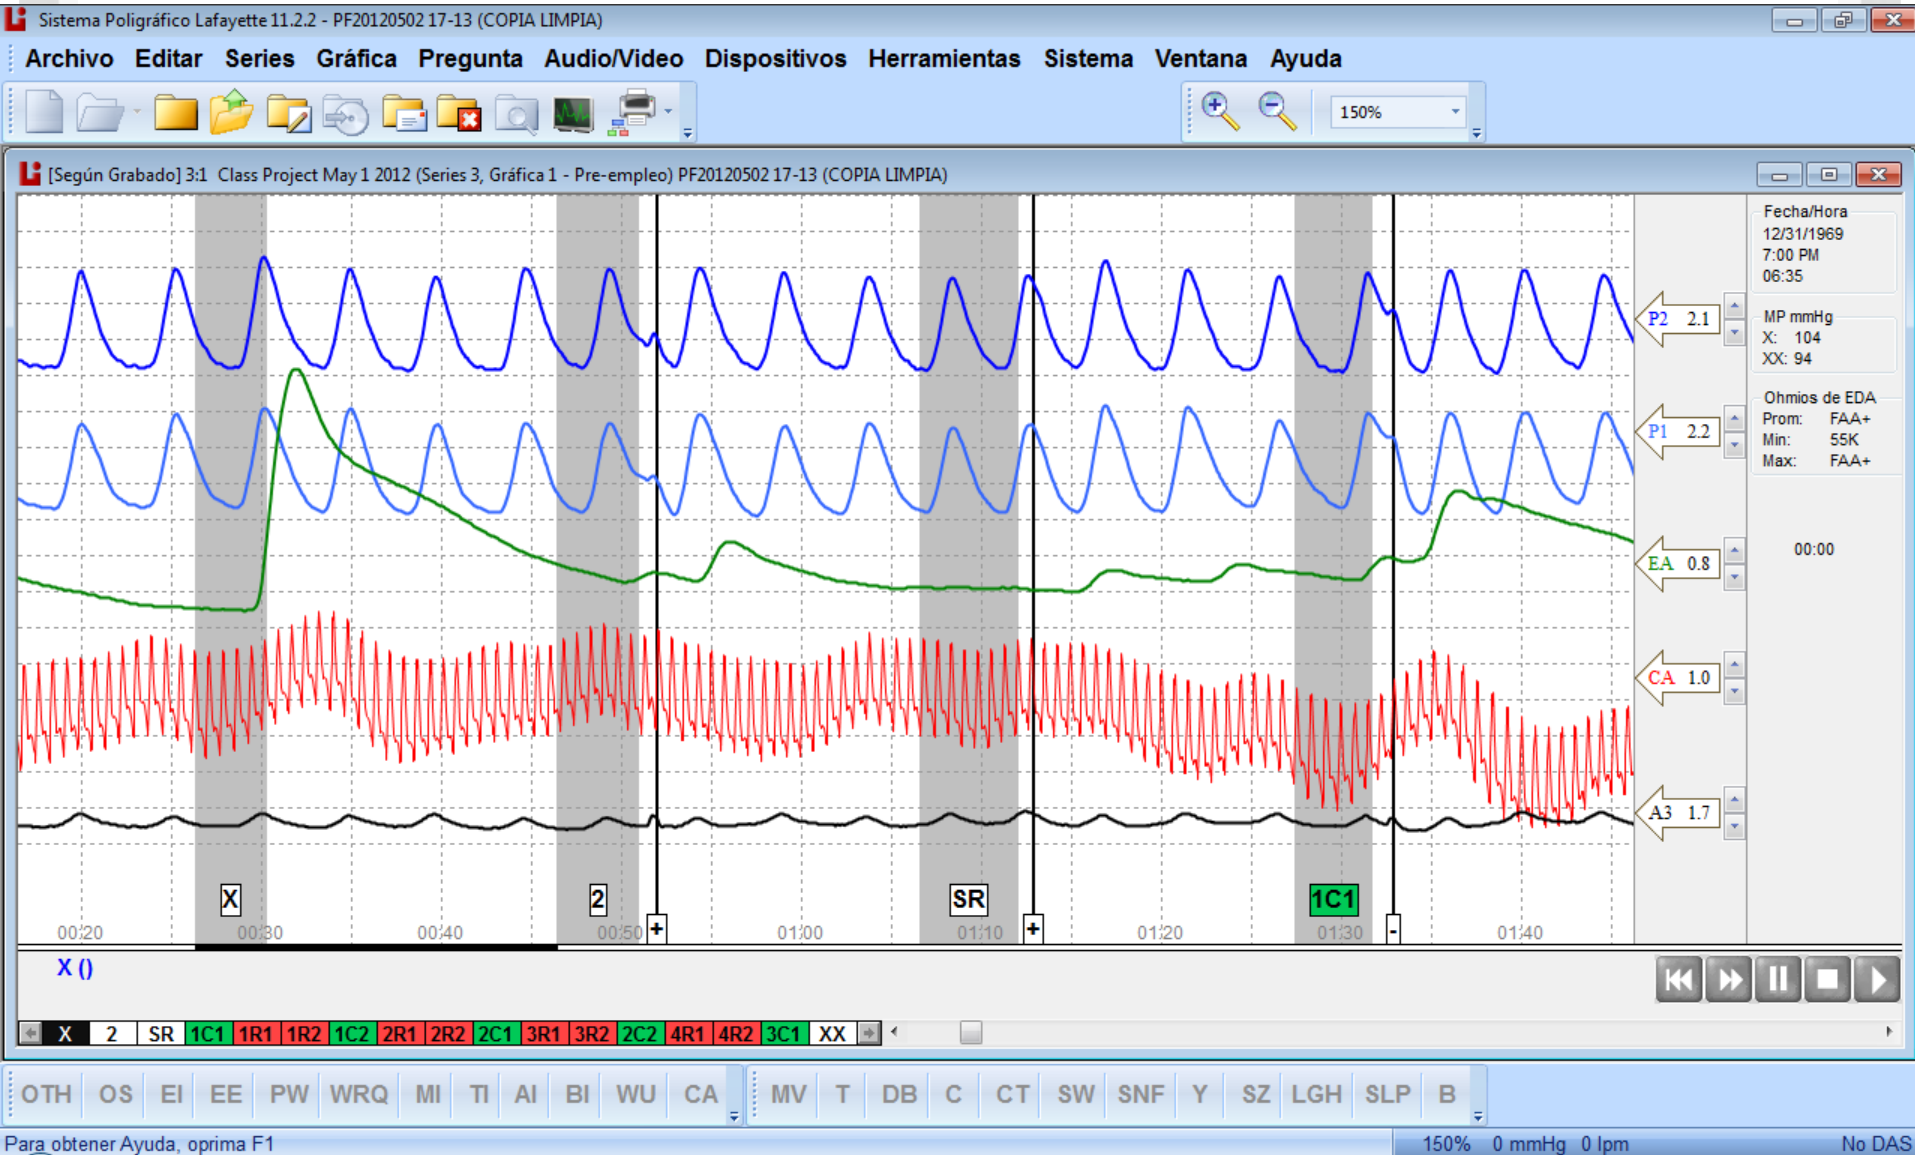 Sistema Poligráfico Lafayette 11.2.2 - PF20120502 17-13 (COPIA LIMPIA)
Archivo Editar Series Gráfica Pregunta Audio/Video Dispositivos Herramientas Sistema Ventana Ayuda
150%
[Según Grabado] 3:1 Class Project May 1 2012 (Series 3, Gráfica 1 - Pre-empleo) PF20120502 17-13 (COPIA LIMPIA)
Fecha/Hora
12/31/1969
7:00 PM
06:35
MP mmHg
X: 104
XX: 94
Ohmios de EDA
Prom: FAA+
Min: 55K
Max: FAA+
00:00
P2 2.1
P1 2.2
EA 0.8
CA 1.0
A3 1.7
X 2 SR 1C1
00:20 00:30 00:40 00:50 + 01:00 01:10 + 01:20 01:30 - 01:40
X ()
X 2 SR 1C1 1R1 1R2 1C2 2R1 2R2 2C1 3R1 3R2 2C2 4R1 4R2 3C1 XX
OTH OS EI EE PW WRQ MI TI AI BI WU CA MV T DB C CT SW SNF Y SZ LGH SLP B
Para obtener Ayuda, oprima F1 150% 0 mmHg 0 lpm No DAS